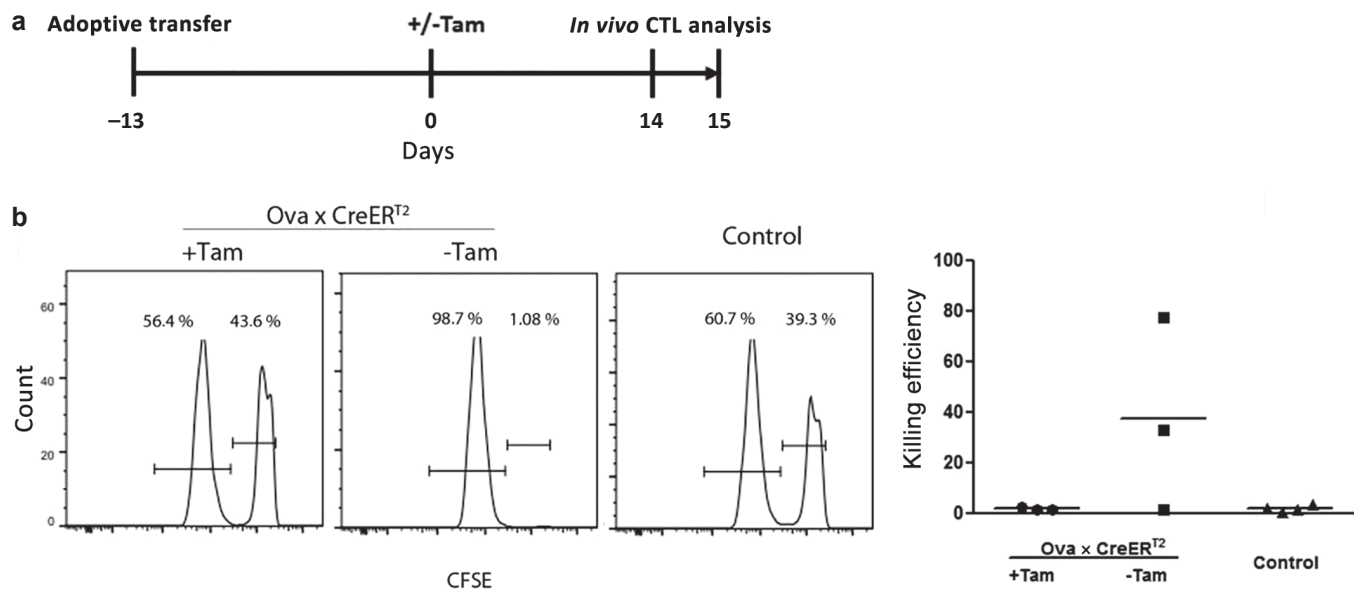 a
Adoptive transfer
+/-Tam
In vivo CTL analysis
–13
0
14
15
Days
b
Ova x CreER^T2
+Tam
-Tam
Control
60
40
20
0
Count
56.4 %
43.6 %
98.7 %
1.08 %
60.7 %
39.3 %
CFSE
Killing efficiency
100
80
60
40
20
0
Ova × CreER^T2
+Tam
-Tam
Control